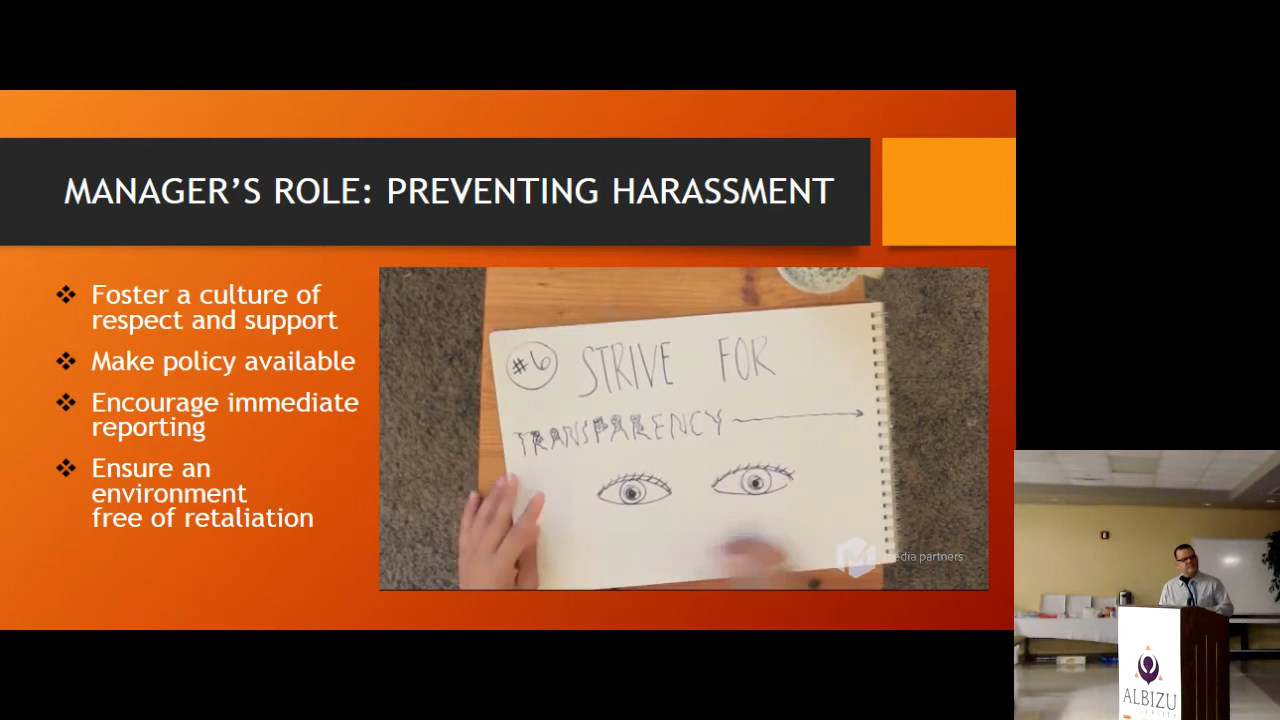 MANAGER’S ROLE: PREVENTING HARASSMENT
Foster a culture of
respect and support
Make policy available
Encourage immediate
reporting
Ensure an
environment
free of retaliation
#6 STRIVE FOR
TRANSPARENCY
media partners
ALBIZU